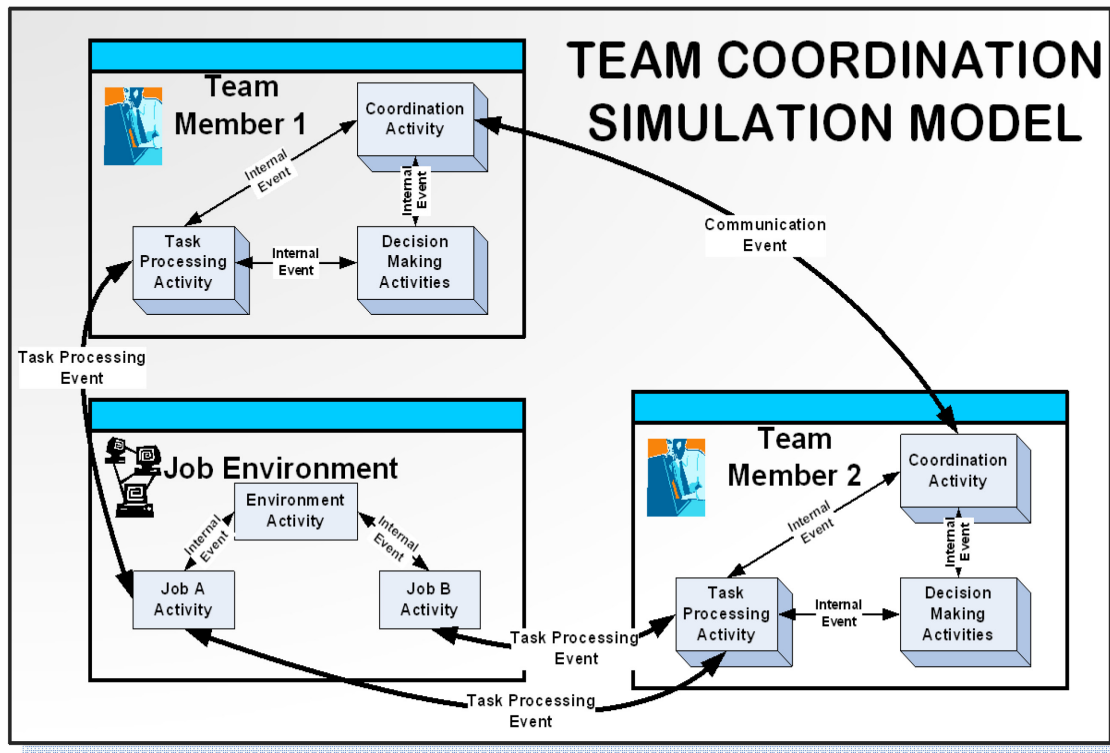 TEAM COORDINATION
SIMULATION MODEL
Team
Member 1
Coordination
Activity
Internal
Event
Internal
Event
Task
Processing
Activity
Internal
Event
Decision
Making
Activities
Communication
Event
Task Processing
Event
Job Environment
Environment
Activity
Internal
Event
Internal
Event
Job A
Activity
Job B
Activity
Team
Member 2
Coordination
Activity
Internal
Event
Internal
Event
Task
Processing
Activity
Internal
Event
Decision
Making
Activities
Task Processing
Event
Task Processing
Event